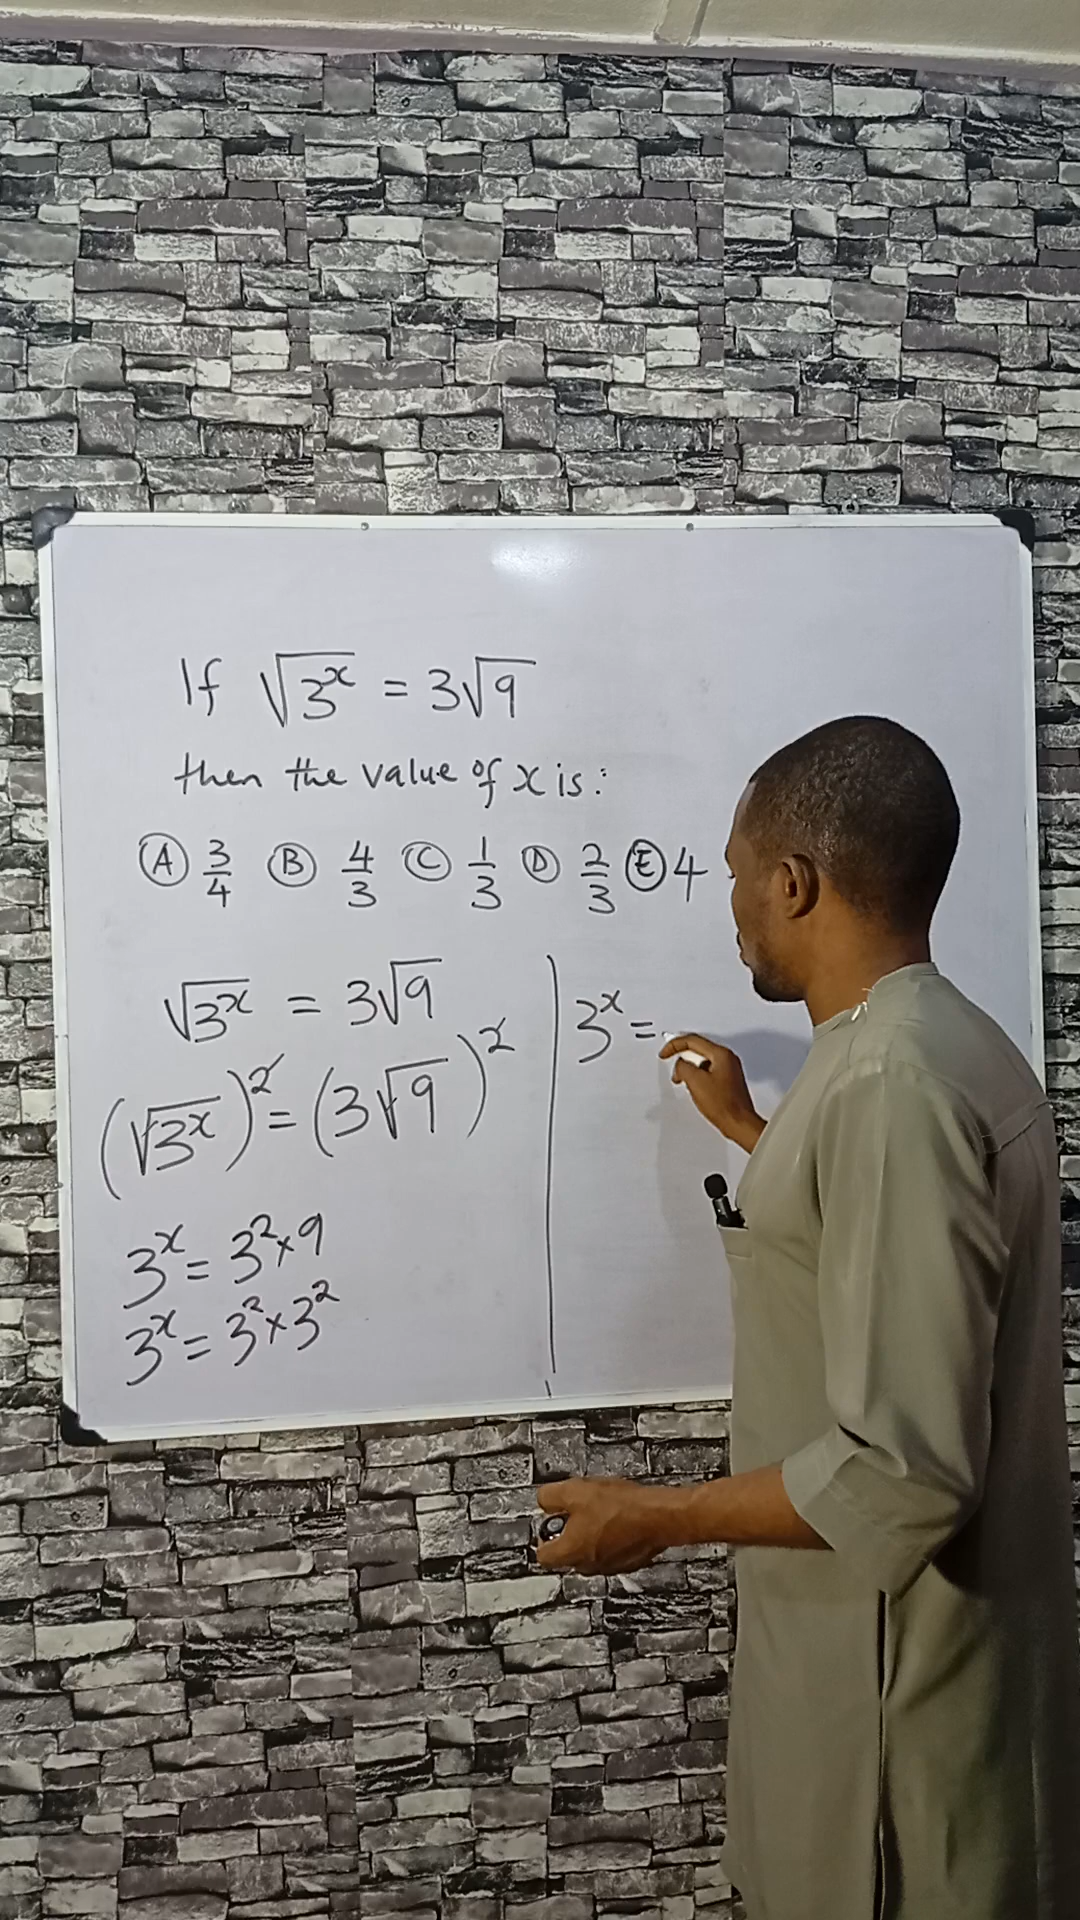 If √3ˣ = 3√9
then the value of x is:
Ⓐ 3/4 Ⓑ 4/3 Ⓒ 1/3 Ⓓ 2/3 Ⓔ 4
√3ˣ = 3√9
(√3ˣ)² = (3√9)²
3ˣ = 3² × 9
3ˣ = 3² × 3²
3ˣ =